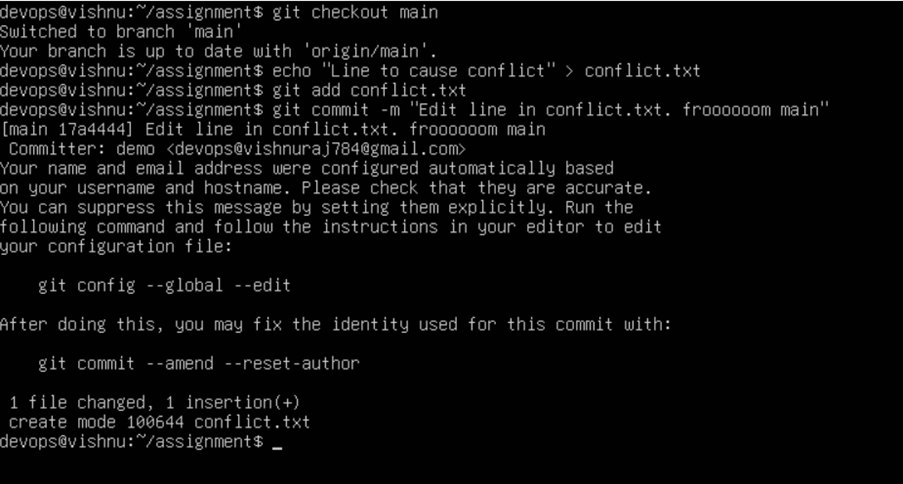 devops@vishnu:~/assignment$ git checkout main
Switched to branch 'main'
Your branch is up to date with 'origin/main'.
devops@vishnu:~/assignment$ echo "Line to cause conflict" > conflict.txt
devops@vishnu:~/assignment$ git add conflict.txt
devops@vishnu:~/assignment$ git commit -m "Edit line in conflict.txt. froooooom main"
[main 17a4444] Edit line in conflict.txt. froooooom main
 Committer: demo <devops@vishnuraj784@gmail.com>
Your name and email address were configured automatically based
on your username and hostname. Please check that they are accurate.
You can suppress this message by setting them explicitly. Run the
following command and follow the instructions in your editor to edit
your configuration file:

    git config --global --edit

After doing this, you may fix the identity used for this commit with:

    git commit --amend --reset-author

 1 file changed, 1 insertion(+)
 create mode 100644 conflict.txt
devops@vishnu:~/assignment$ _